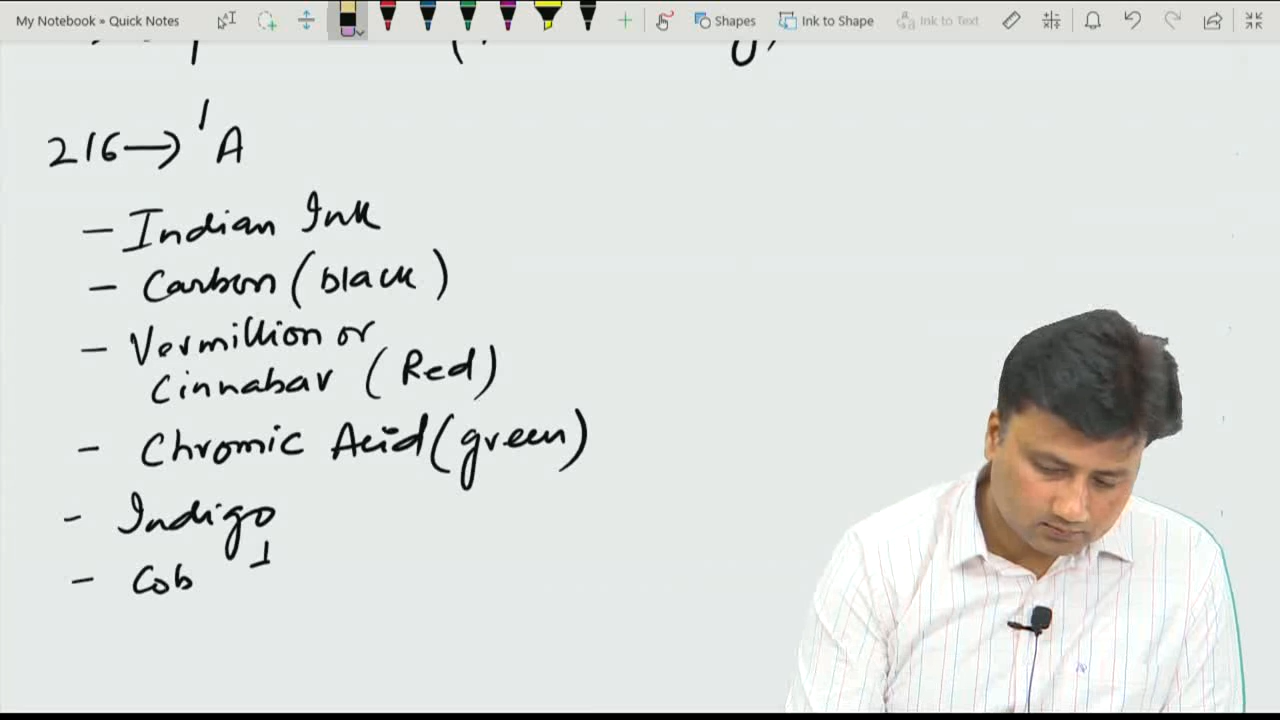 My Notebook » Quick Notes
Shapes
Ink to Shape
Ink to Text
216→ A
- Indian Ink
- Carbon (black)
- Vermillion or
Cinnabar (Red)
- Chromic Acid (green)
- Indigo
- Cob